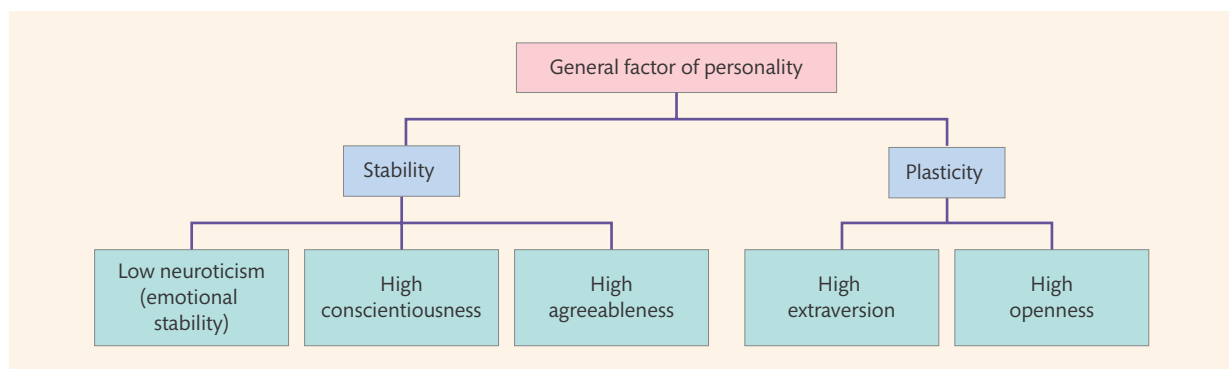 General factor of personality
Stability
Plasticity
Low neuroticism
(emotional
stability)
High
conscientiousness
High
agreeableness
High
extraversion
High
openness